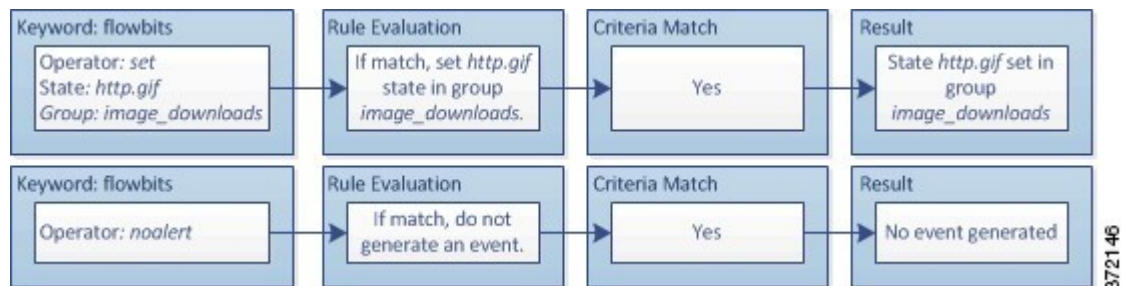 Keyword: flowbits
Operator: set
State: http.gif
Group: image_downloads
Rule Evaluation
If match, set http.gif
state in group
image_downloads.
Criteria Match
Yes
Result
State http.gif set in
group
image_downloads
Keyword: flowbits
Operator: noalert
Rule Evaluation
If match, do not
generate an event.
Criteria Match
Yes
Result
No event generated
372146